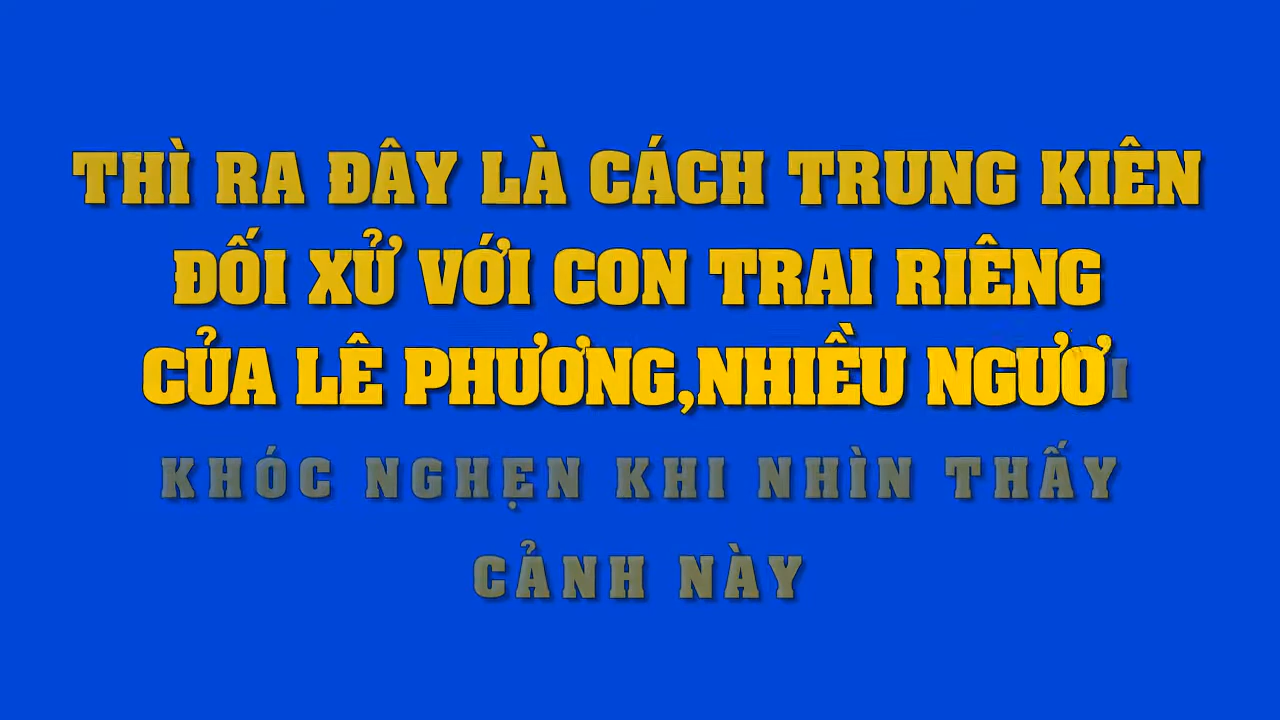 THÌ RA ĐÂY LÀ CÁCH TRUNG KIÊN
ĐỐI XỬ VỚI CON TRAI RIÊNG
CỦA LÊ PHƯƠNG,NHIỀU NGƯƠI
KHÓC NGHẸN KHI NHÌN THẤY
CẢNH NÀY